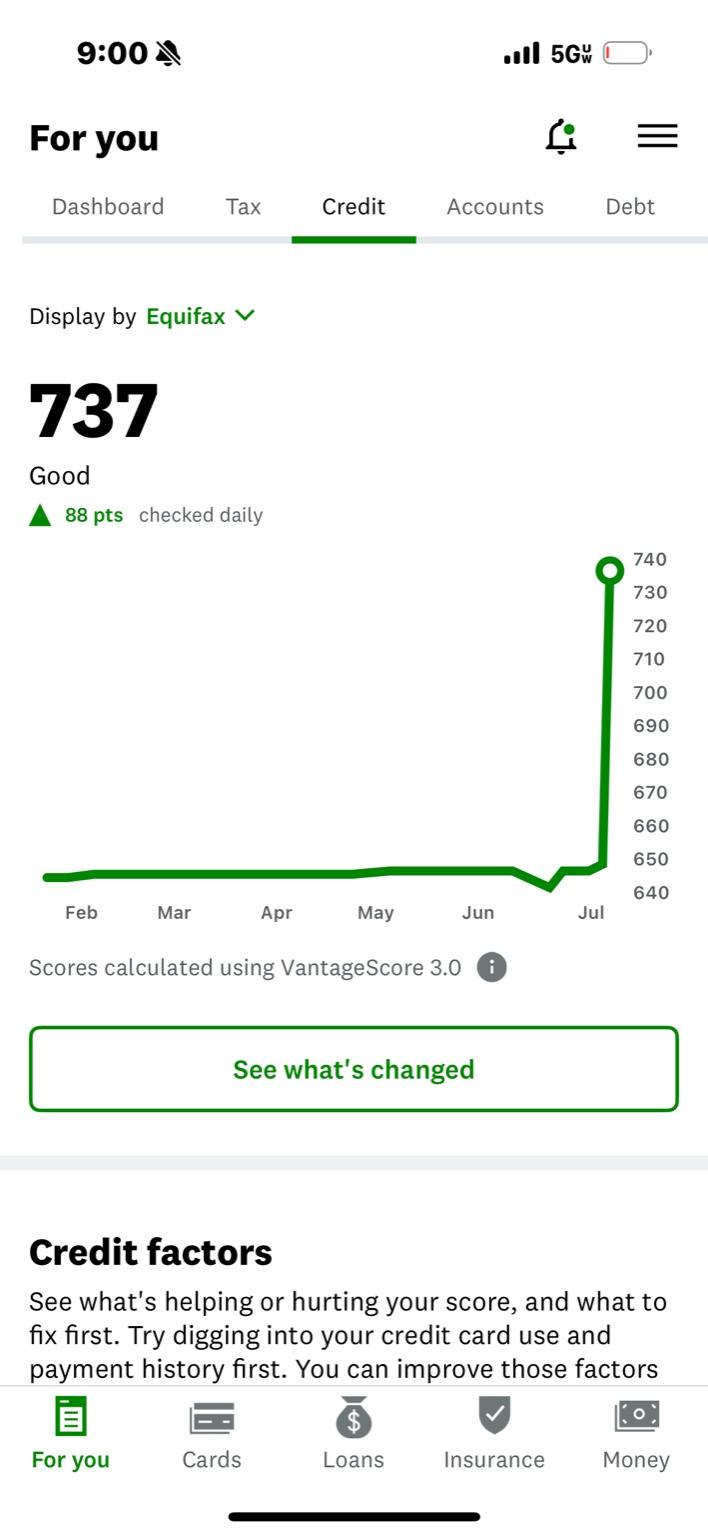 9:00 5G UW
For you
Dashboard Tax Credit Accounts Debt
Display by Equifax
737
Good
88 pts checked daily
740
730
720
710
700
690
680
670
660
650
640
Feb Mar Apr May Jun Jul
Scores calculated using VantageScore 3.0 i
See what's changed
Credit factors
See what's helping or hurting your score, and what to
fix first. Try digging into your credit card use and
payment history first. You can improve those factors
$
For you Cards Loans Insurance Money